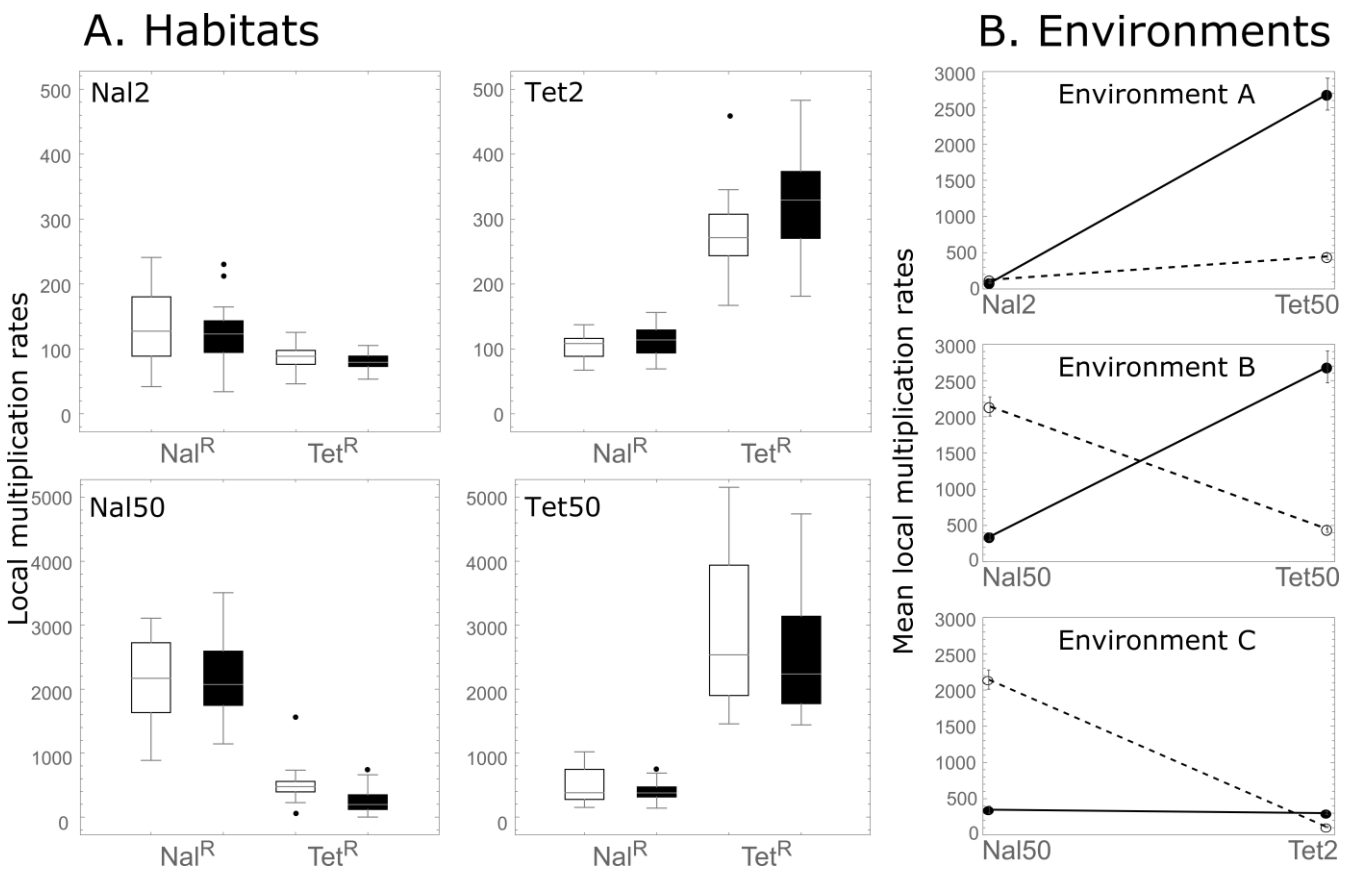 A. Habitats
B. Environments
Local multiplication rates
Nal2
500
400
300
200
100
0
Nal^R Tet^R
Tet2
500
400
300
200
100
0
Nal^R Tet^R
Nal50
5000
4000
3000
2000
1000
0
Nal^R Tet^R
Tet50
5000
4000
3000
2000
1000
0
Nal^R Tet^R
Mean local multiplication rates
Environment A
3000
2500
2000
1500
1000
500
0
Nal2 Tet50
Environment B
3000
2500
2000
1500
1000
500
0
Nal50 Tet50
Environment C
3000
2500
2000
1500
1000
500
0
Nal50 Tet2